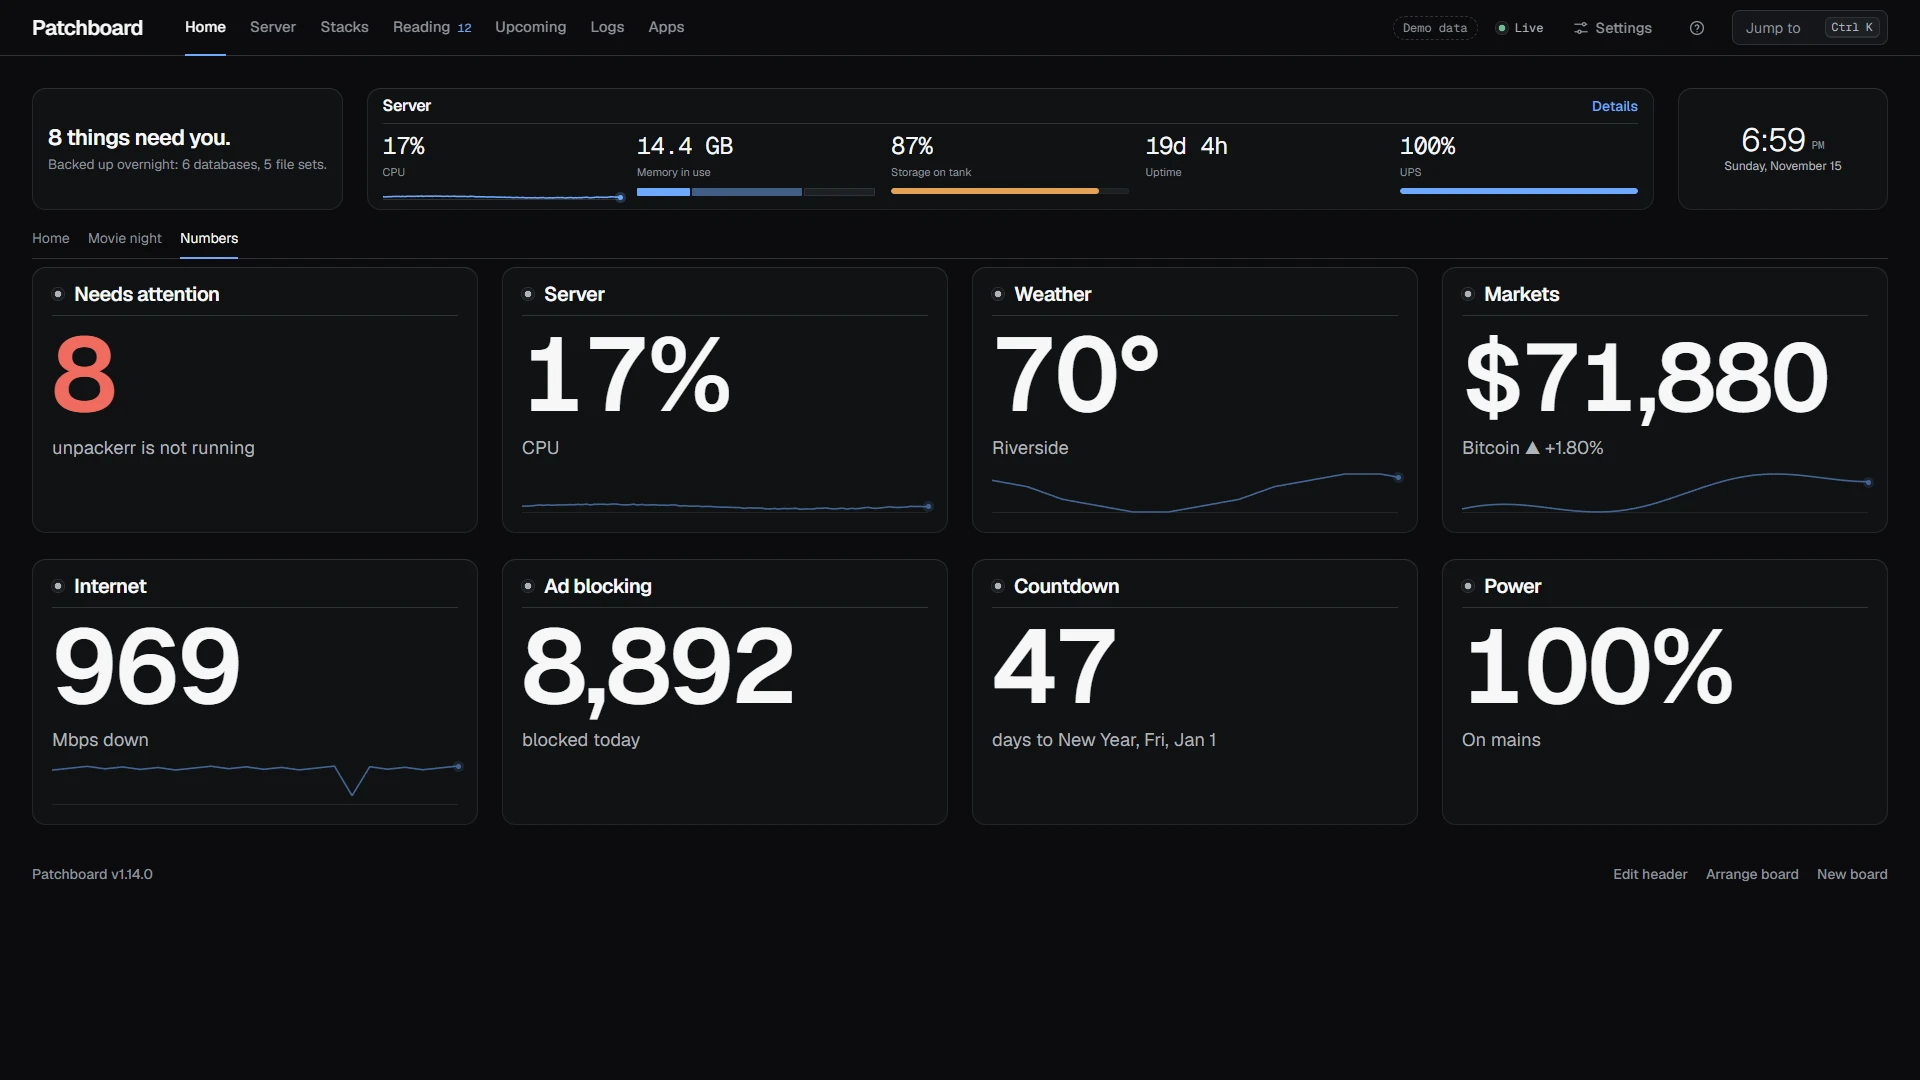 Patchboard
Home
Server
Stacks
Reading 12
Upcoming
Logs
Apps
Demo data
Live
Settings
Jump to
Ctrl K
8 things need you.
Backed up overnight: 6 databases, 5 file sets.
Server
Details
17%
CPU
14.4 GB
Memory in use
87%
Storage on tank
19d 4h
Uptime
100%
UPS
6:59 PM
Sunday, November 15
Home
Movie night
Numbers
Needs attention
8
unpackerr is not running
Server
17%
CPU
Weather
70°
Riverside
Markets
$71,880
Bitcoin ▲ +1.80%
Internet
969
Mbps down
Ad blocking
8,892
blocked today
Countdown
47
days to New Year, Fri, Jan 1
Power
100%
On mains
Patchboard v1.14.0
Edit header
Arrange board
New board